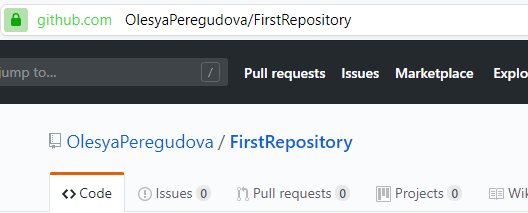 github.com OlesyaPeregudova/FirstRepository
jump to... / Pull requests Issues Marketplace Explo
OlesyaPeregudova / FirstRepository
Code Issues 0 Pull requests 0 Projects 0 Wik